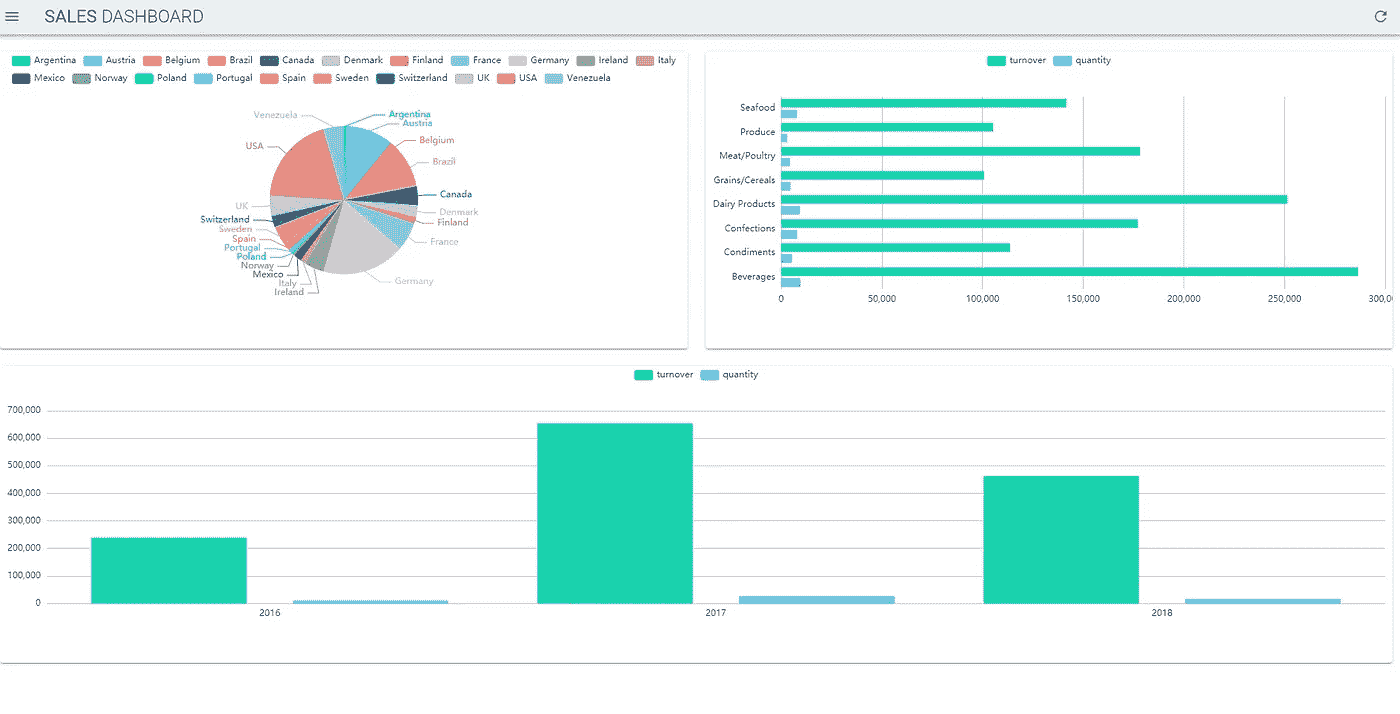 SALES DASHBOARD
Argentina Austria Belgium Brazil Canada Denmark Finland France Germany Ireland Italy
Mexico Norway Poland Portugal Spain Sweden Switzerland UK USA Venezuela
Venezuela Argentina
Austria
USA Belgium
Brazil
Canada
UK Denmark
Switzerland Finland
Sweden
Spain France
Portugal
Poland
Norway
Mexico
Italy Germany
Ireland
turnover quantity
Seafood
Produce
Meat/Poultry
Grains/Cereals
Dairy Products
Confections
Condiments
Beverages
0 50,000 100,000 150,000 200,000 250,000 300,0
turnover quantity
700,000
600,000
500,000
400,000
300,000
200,000
100,000
0
2016 2017 2018